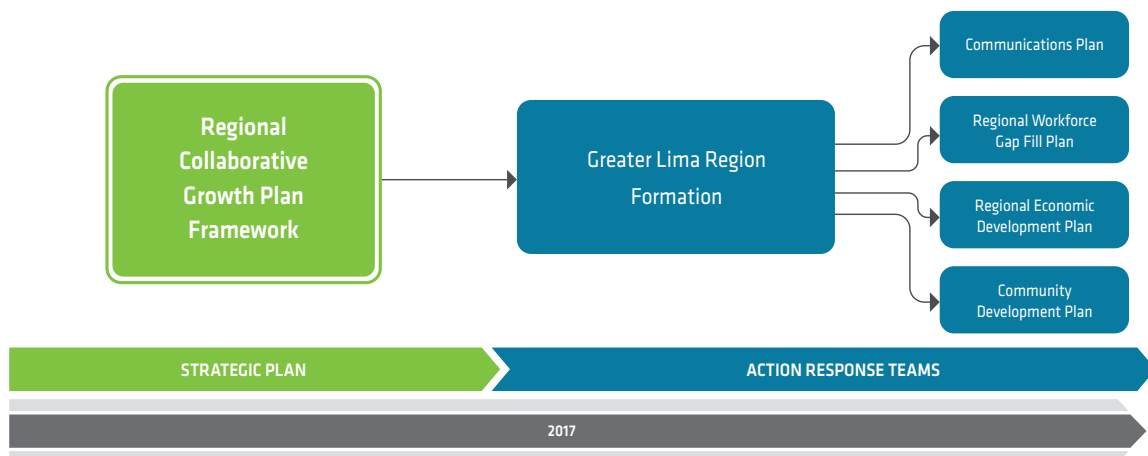 Regional
Collaborative
Growth Plan
Framework
Greater Lima Region
Formation
Communications Plan
Regional Workforce
Gap Fill Plan
Regional Economic
Development Plan
Community
Development Plan
STRATEGIC PLAN
ACTION RESPONSE TEAMS
2017